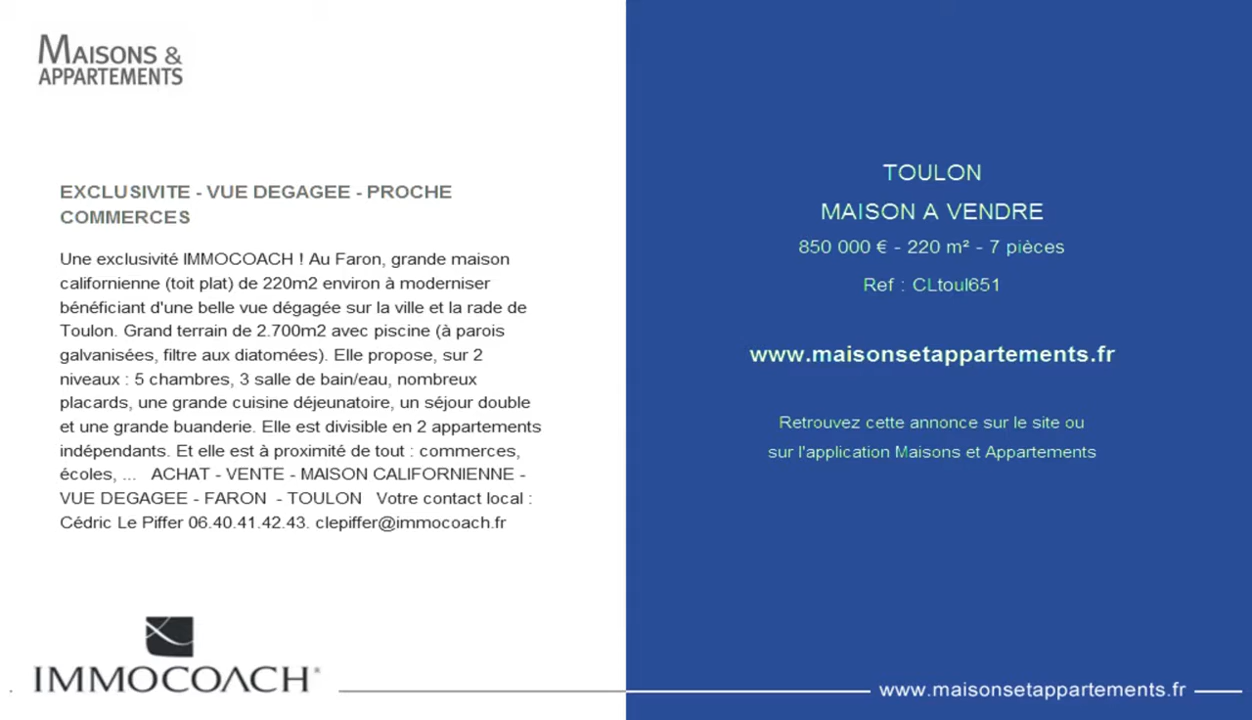 MAISONS &
APPARTEMENTS
EXCLUSIVITE - VUE DEGAGEE - PROCHE
COMMERCES
Une exclusivité IMMOCOACH ! Au Faron, grande maison
californienne (toit plat) de 220m2 environ à moderniser
bénéficiant d'une belle vue dégagée sur la ville et la rade de
Toulon. Grand terrain de 2.700m2 avec piscine (à parois
galvanisées, filtre aux diatomées). Elle propose, sur 2
niveaux : 5 chambres, 3 salle de bain/eau, nombreux
placards, une grande cuisine déjeunatoire, un séjour double
et une grande buanderie. Elle est divisible en 2 appartements
indépendants. Et elle est à proximité de tout : commerces,
écoles, ... ACHAT - VENTE - MAISON CALIFORNIENNE -
VUE DEGAGEE - FARON - TOULON Votre contact local :
Cédric Le Piffer 06.40.41.42.43. clepiffer@immocoach.fr
IMMOCOACH®
TOULON
MAISON A VENDRE
850 000 € - 220 m² - 7 pièces
Ref : CLtoul651
www.maisonsetappartements.fr
Retrouvez cette annonce sur le site ou
sur l'application Maisons et Appartements
www.maisonsetappartements.fr